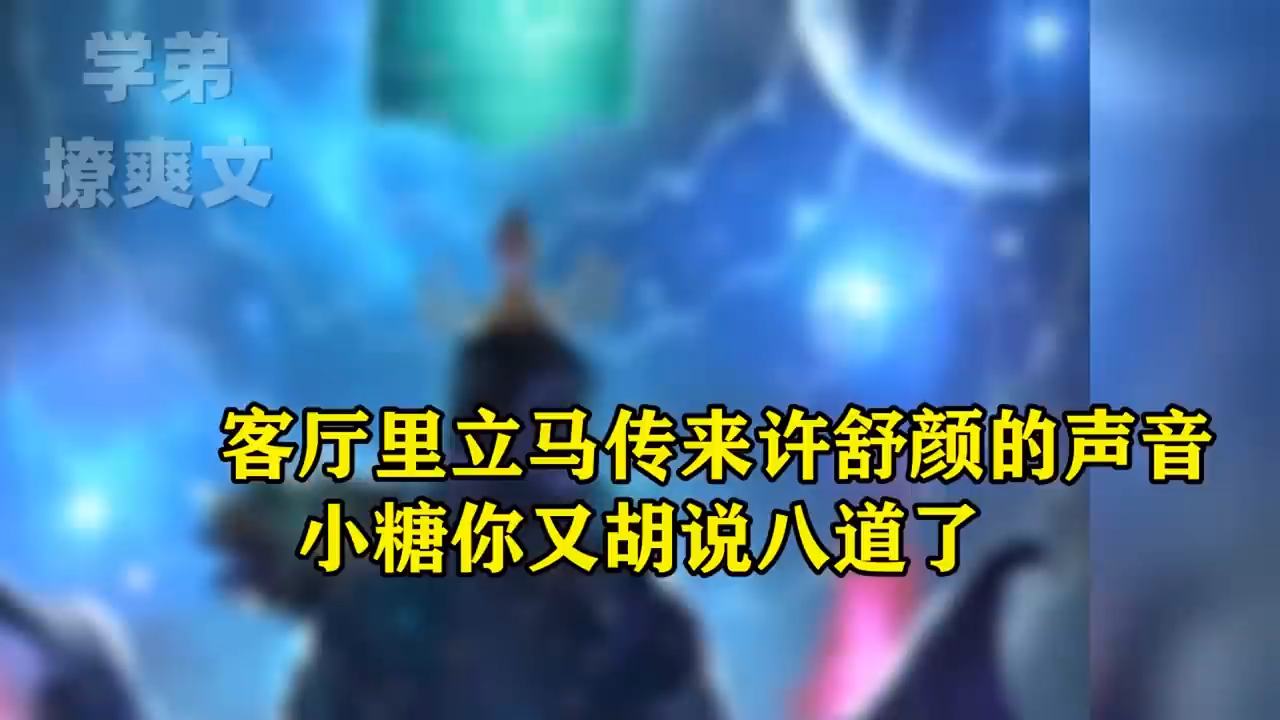 学弟
撩爽文
客厅里立马传来许舒颜的声音
小糖你又胡说八道了